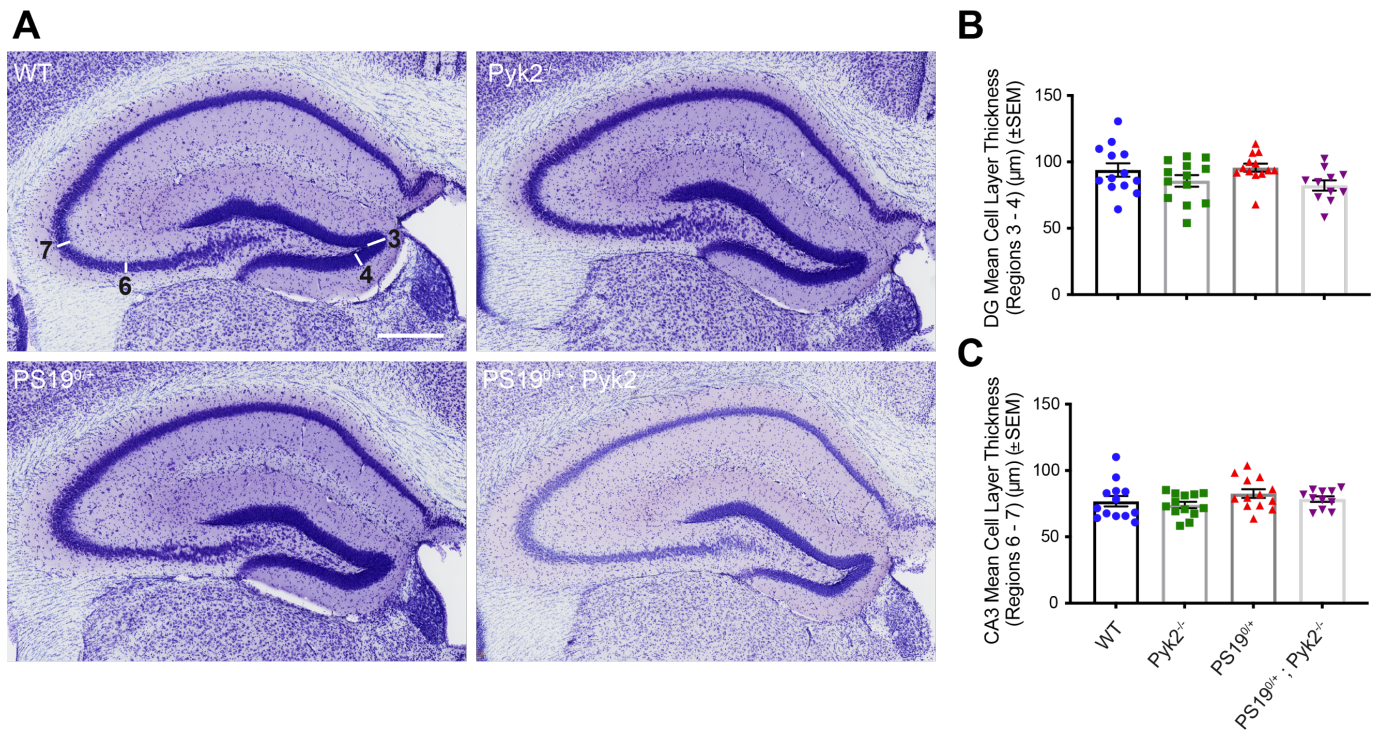 A
WT
Pyk2-/-
7
6
3
4
PS19⁰/⁺
PS19⁰/⁺; Pyk2-/-
B
DG Mean Cell Layer Thickness
(Regions 3 - 4) (µm) (±SEM)
150
100
50
0
C
CA3 Mean Cell Layer Thickness
(Regions 6 - 7) (µm) (±SEM)
150
100
50
0
WT
Pyk2-/-
PS19⁰/⁺
PS19⁰/⁺ ; Pyk2-/-